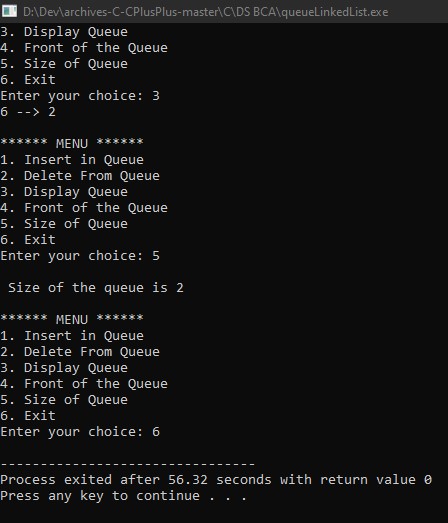 D:\Dev\archives-C-CPlusPlus-master\C\DS BCA\queueLinkedList.exe
3. Display Queue
4. Front of the Queue
5. Size of Queue
6. Exit
Enter your choice: 3
6 --> 2
****** MENU ******
1. Insert in Queue
2. Delete From Queue
3. Display Queue
4. Front of the Queue
5. Size of Queue
6. Exit
Enter your choice: 5
Size of the queue is 2
****** MENU ******
1. Insert in Queue
2. Delete From Queue
3. Display Queue
4. Front of the Queue
5. Size of Queue
6. Exit
Enter your choice: 6
--------------------------------
Process exited after 56.32 seconds with return value 0
Press any key to continue . . .